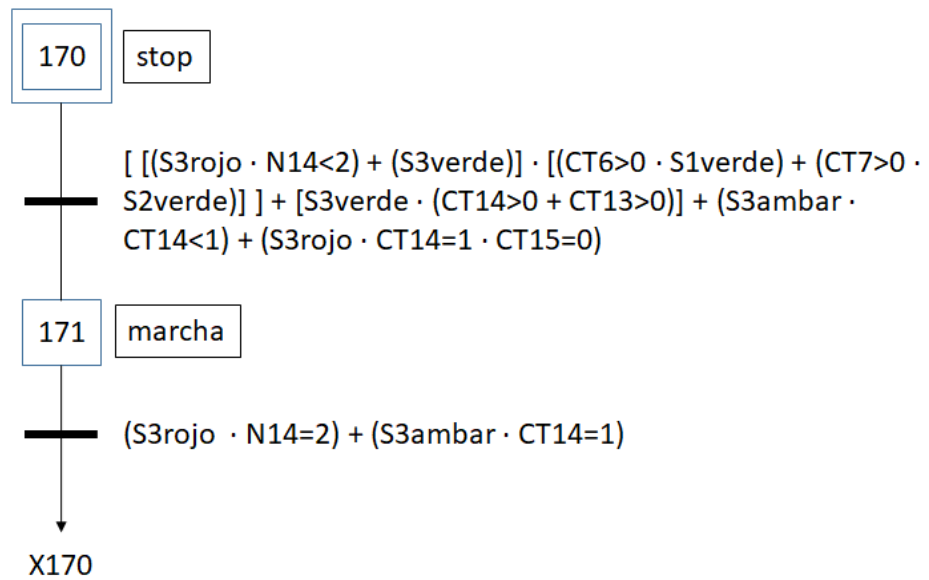 170
stop
[ [(S3rojo · N14<2) + (S3verde)] · [(CT6>0 · S1verde) + (CT7>0 ·
S2verde)] ] + [S3verde · (CT14>0 + CT13>0)] + (S3ambar ·
CT14<1) + (S3rojo · CT14=1 · CT15=0)
171
marcha
(S3rojo · N14=2) + (S3ambar · CT14=1)
X170